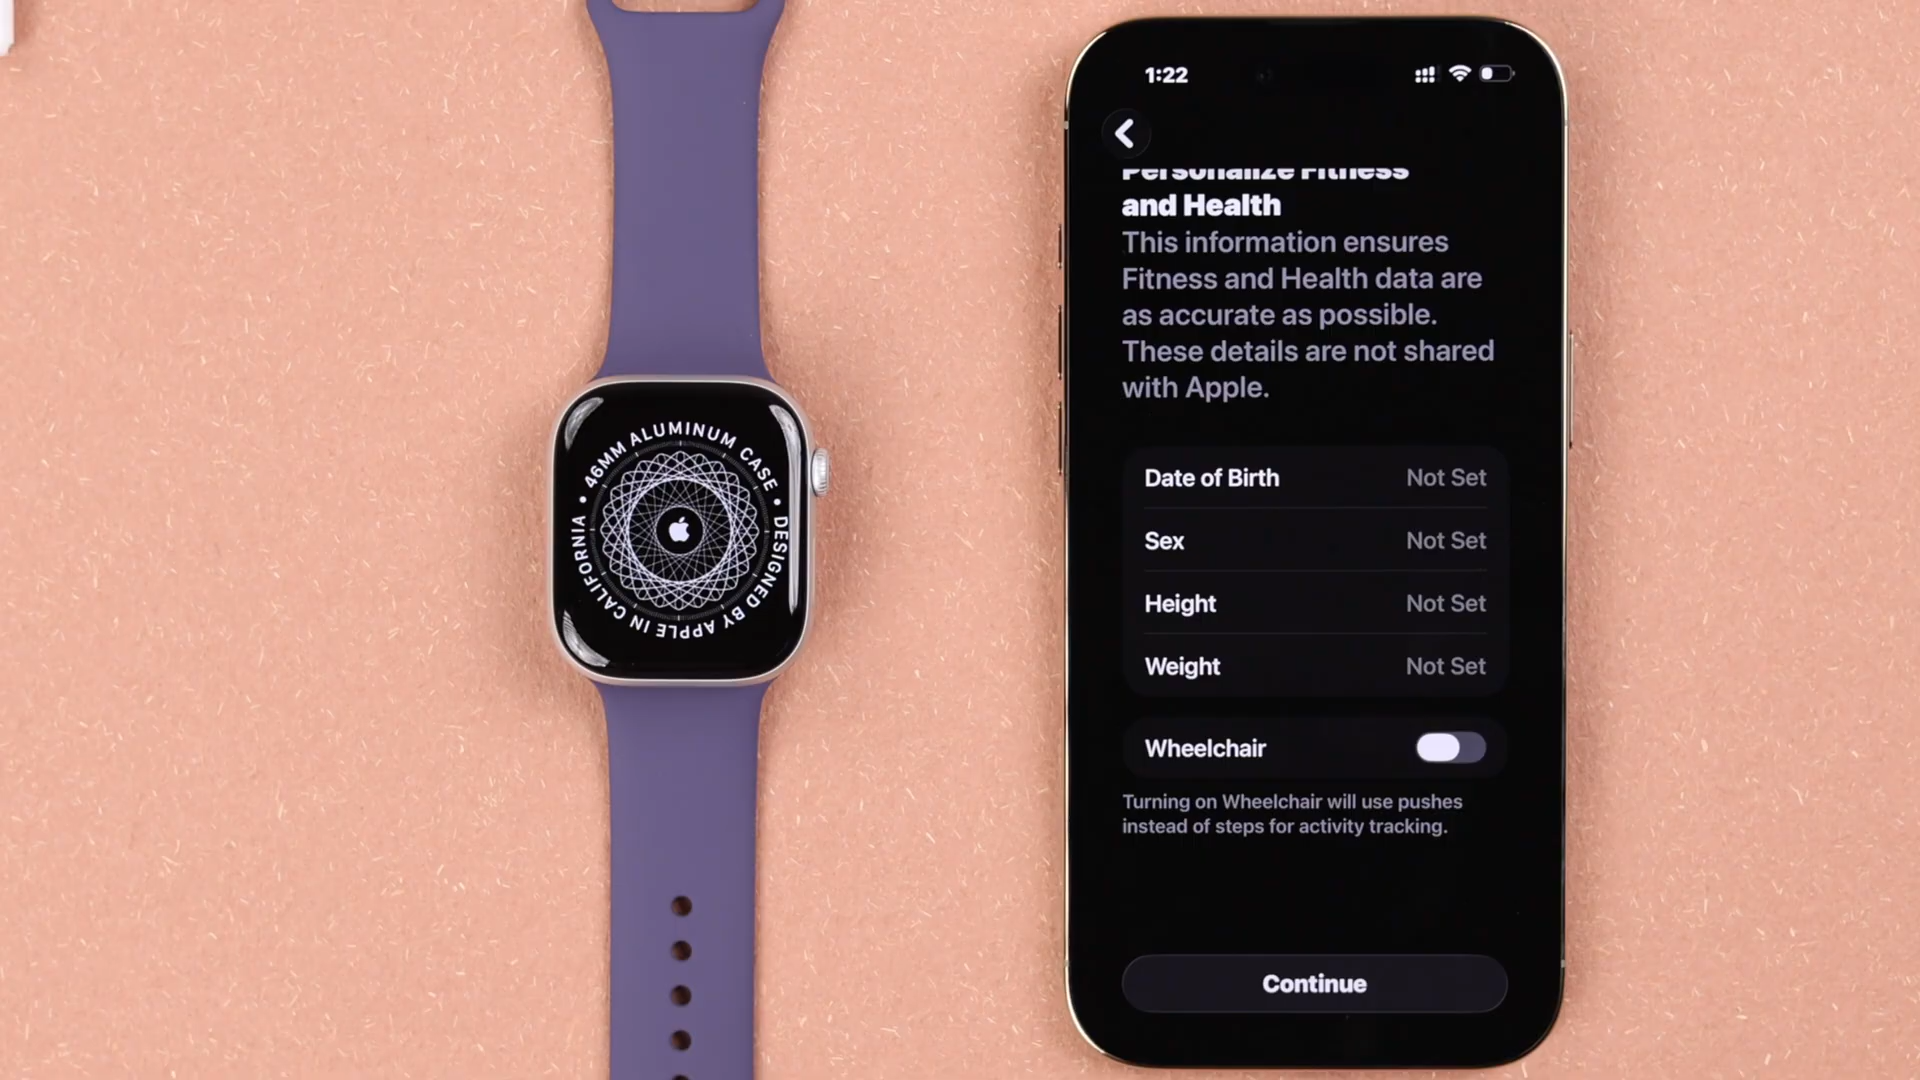 46MM ALUMINUM CASE • DESIGNED BY APPLE IN CALIFORNIA •
1:22
Personalize Fitness
and Health
This information ensures
Fitness and Health data are
as accurate as possible.
These details are not shared
with Apple.
Date of Birth Not Set
Sex Not Set
Height Not Set
Weight Not Set
Wheelchair
Turning on Wheelchair will use pushes
instead of steps for activity tracking.
Continue